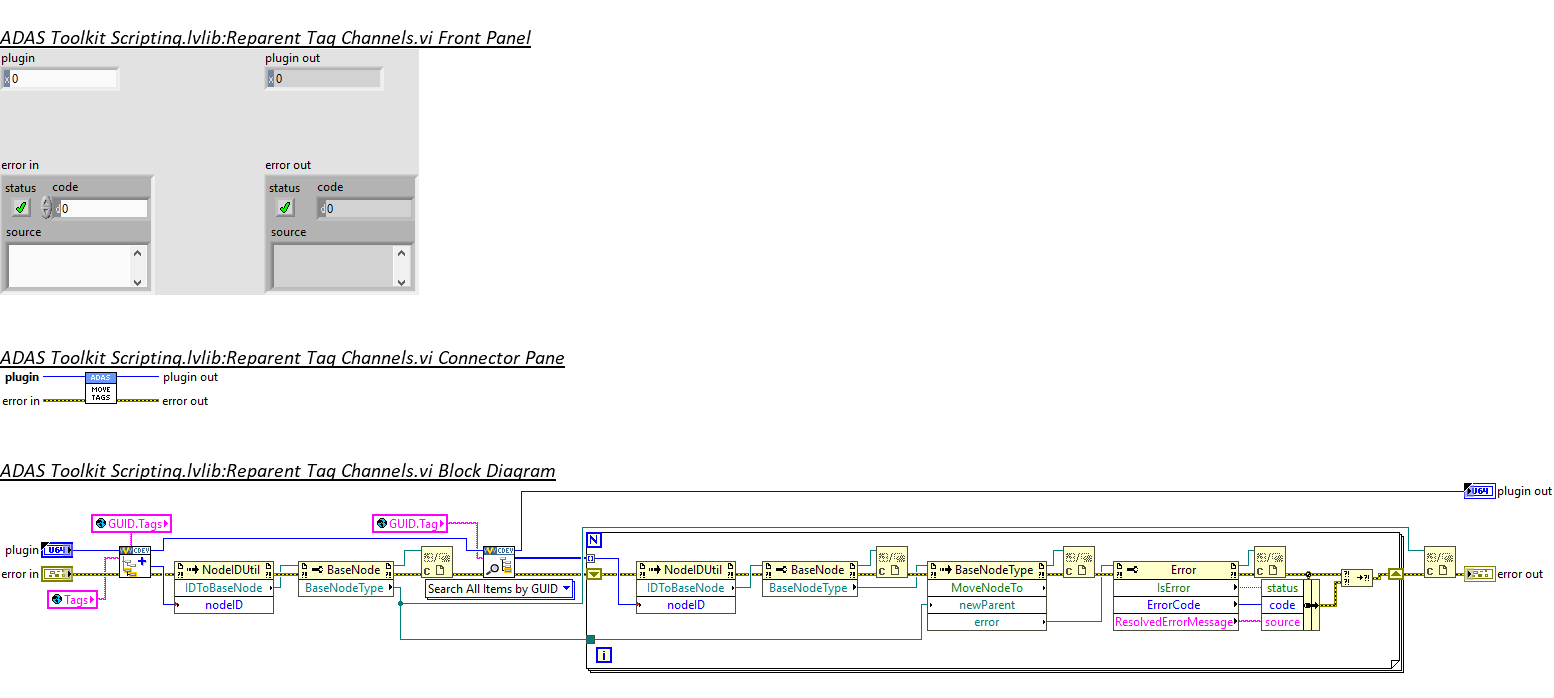 ADAS Toolkit Scripting.lvlib:Reparent Tag Channels.vi Front Panel
plugin
plugin out
x 0
x 0
error in
error out
status code
status code
d 0
d 0
source
source
ADAS Toolkit Scripting.lvlib:Reparent Tag Channels.vi Connector Pane
plugin
ADAS
MOVE
TAGS
plugin out
error in
error out
ADAS Toolkit Scripting.lvlib:Reparent Tag Channels.vi Block Diagram
U64 plugin out
GUID.Tags
GUID.Tag
N
plugin U64
CDEV
CDEV
error in
Tags
NodeIDUtil
IDToBaseNode
nodeID
BaseNode
BaseNodeType
C
Search All Items by GUID
NodeIDUtil
IDToBaseNode
nodeID
BaseNode
BaseNodeType
C
BaseNodeType
MoveNodeTo
newParent
error
C
Error
IsError
ErrorCode
ResolvedErrorMessage
C
status
code
source
C
error out
i